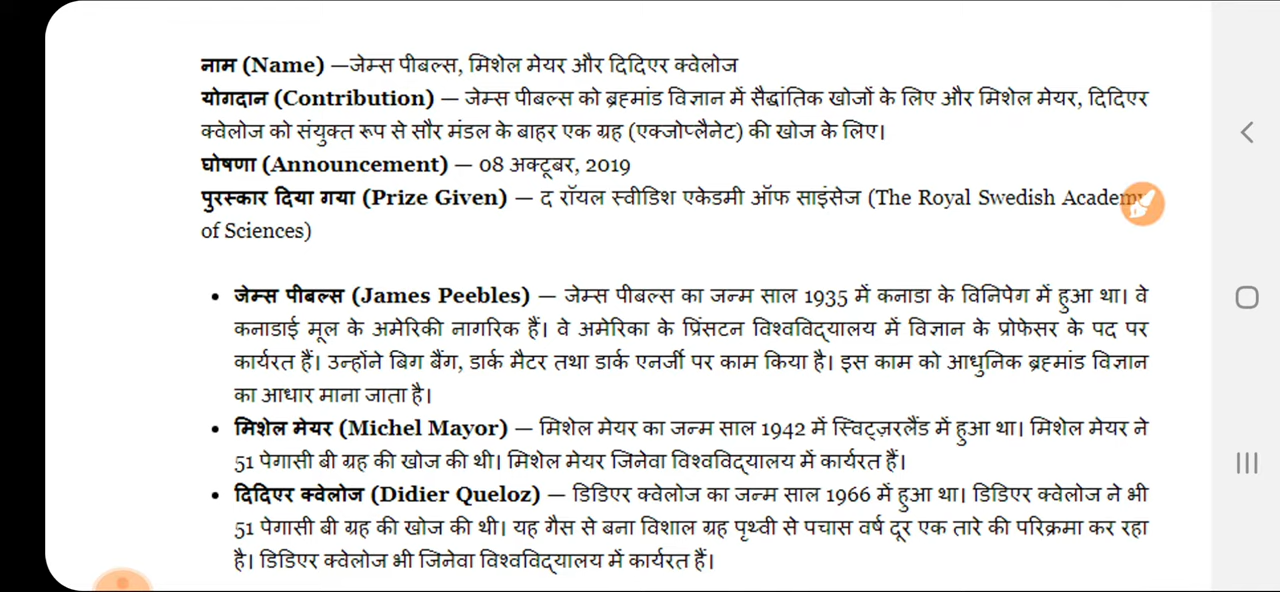 नाम (Name) —जेम्स पीबल्स, मिशेल मेयर और दिदिएर क्वेलोज
योगदान (Contribution) — जेम्स पीबल्स को ब्रह्मांड विज्ञान में सैद्धांतिक खोजों के लिए और मिशेल मेयर, दिदिएर
क्वेलोज को संयुक्त रूप से सौर मंडल के बाहर एक ग्रह (एक्जोप्लैनेट) की खोज के लिए।
घोषणा (Announcement) — 08 अक्टूबर, 2019
पुरस्कार दिया गया (Prize Given) — द रॉयल स्वीडिश एकेडमी ऑफ साइंसेज (The Royal Swedish Academy
of Sciences)
• जेम्स पीबल्स (James Peebles) — जेम्स पीबल्स का जन्म साल 1935 में कनाडा के विनिपेग में हुआ था। वे
कनाडाई मूल के अमेरिकी नागरिक हैं। वे अमेरिका के प्रिंसटन विश्वविद्यालय में विज्ञान के प्रोफेसर के पद पर
कार्यरत हैं। उन्होंने बिग बैंग, डार्क मैटर तथा डार्क एनर्जी पर काम किया है। इस काम को आधुनिक ब्रह्मांड विज्ञान
का आधार माना जाता है।
• मिशेल मेयर (Michel Mayor) — मिशेल मेयर का जन्म साल 1942 में स्विट्ज़रलैंड में हुआ था। मिशेल मेयर ने
51 पेगासी बी ग्रह की खोज की थी। मिशेल मेयर जिनेवा विश्वविद्यालय में कार्यरत हैं।
• दिदिएर क्वेलोज (Didier Queloz) — डिडिएर क्वेलोज का जन्म साल 1966 में हुआ था। डिडिएर क्वेलोज ने भी
51 पेगासी बी ग्रह की खोज की थी। यह गैस से बना विशाल ग्रह पृथ्वी से पचास वर्ष दूर एक तारे की परिक्रमा कर रहा
है। डिडिएर क्वेलोज भी जिनेवा विश्वविद्यालय में कार्यरत हैं।